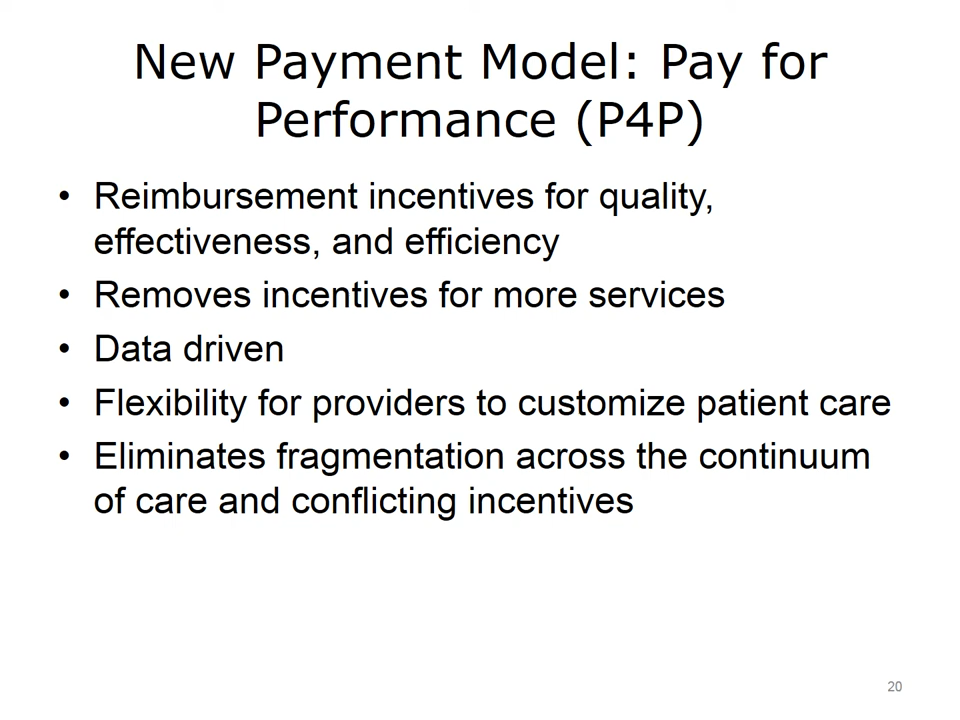 New Payment Model: Pay for
Performance (P4P)
• Reimbursement incentives for quality,
effectiveness, and efficiency
• Removes incentives for more services
• Data driven
• Flexibility for providers to customize patient care
• Eliminates fragmentation across the continuum
of care and conflicting incentives
20